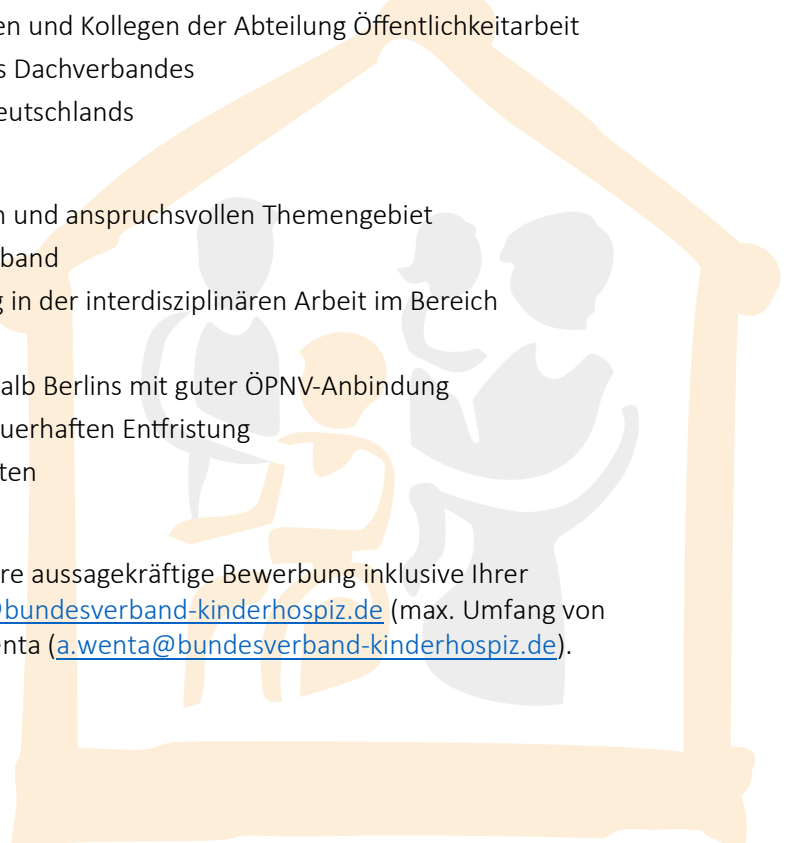 en und Kollegen der Abteilung Öffentlichkeitarbeit
s Dachverbandes
eutschlands
n und anspruchsvollen Themengebiet
band
g in der interdisziplinären Arbeit im Bereich
alb Berlins mit guter ÖPNV-Anbindung
uerhaften Entfristung
ten
re aussagekräftige Bewerbung inklusive Ihrer
@bundesverband-kinderhospiz.de (max. Umfang von
enta (a.wenta@bundesverband-kinderhospiz.de).